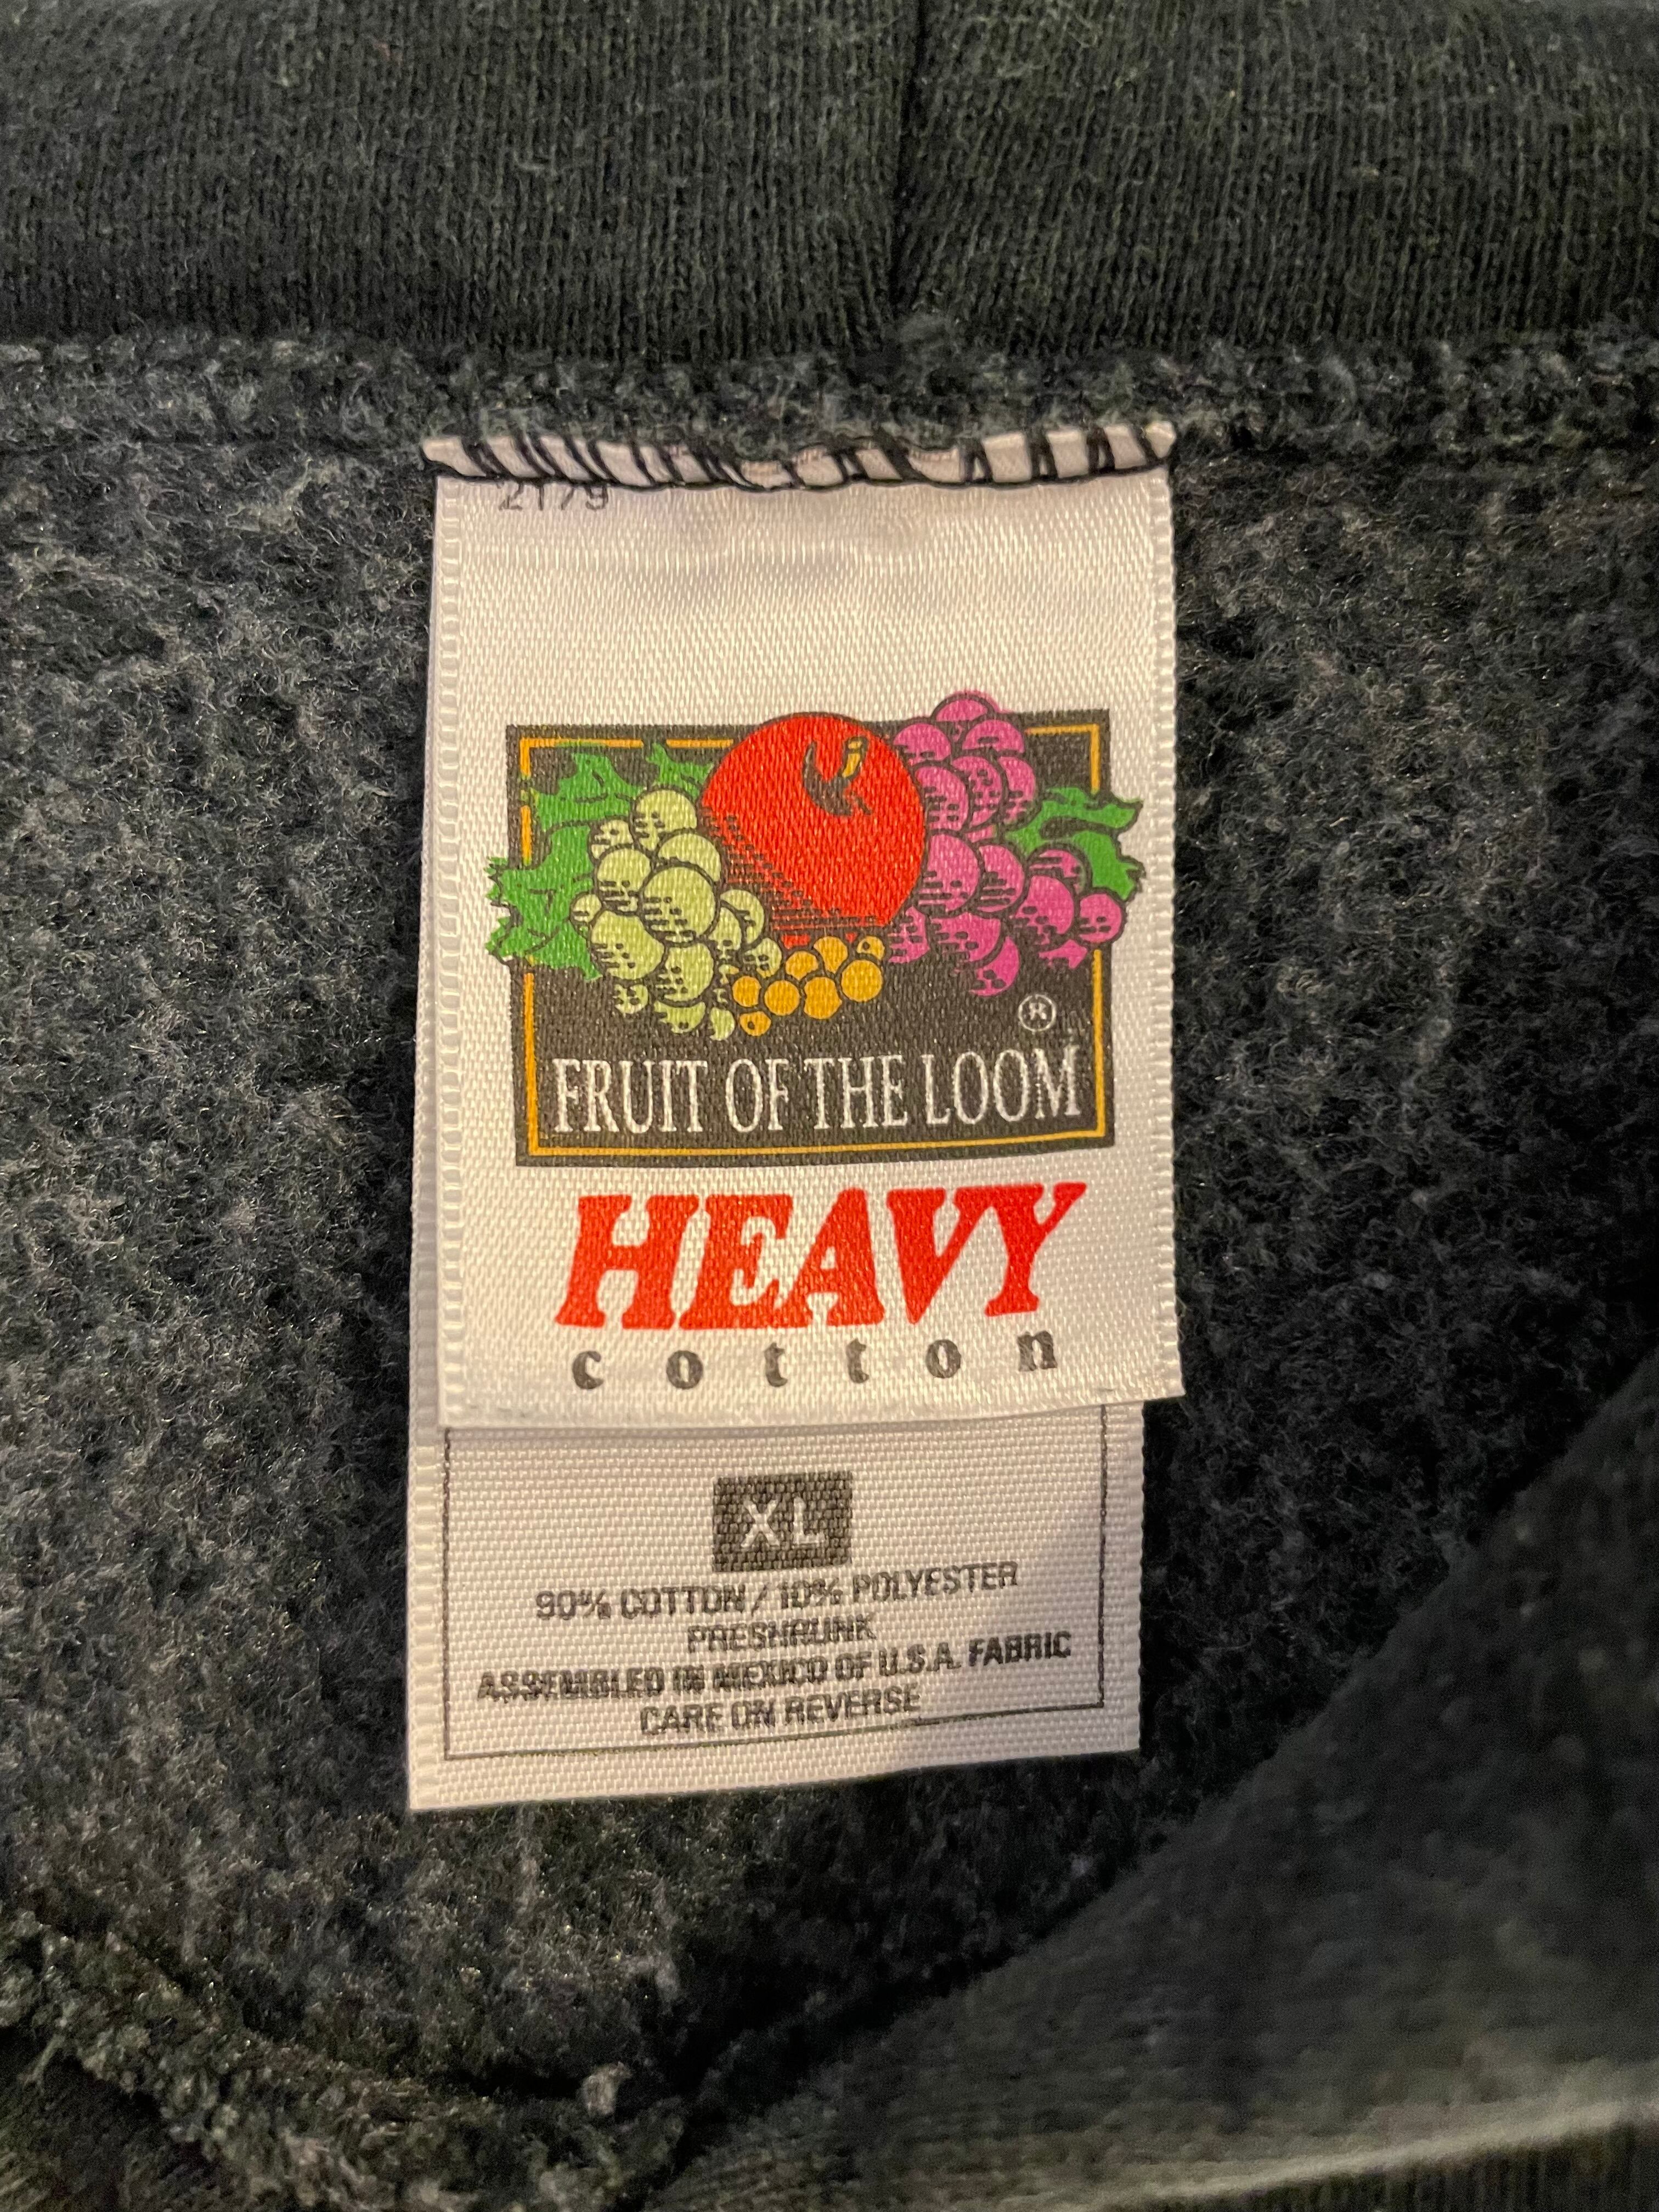 2179
®
FRUIT OF THE LOOM
HEAVY
cotton
XL
90% COTTON / 10% POLYESTER
PRESHRUNK
ASSEMBLED IN MEXICO OF U.S.A. FABRIC
CARE ON REVERSE